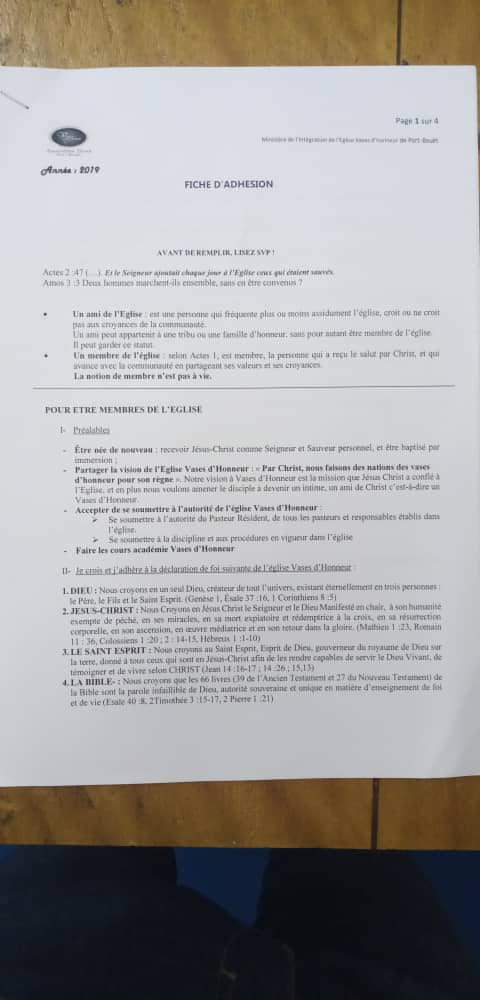 Page 1 sur 4
Ministère de l'Intégration de l'Eglise Vases d'honneur de Port-Bouët
Année : 2019
FICHE D'ADHESION
AVANT DE REMPLIR, LISEZ SVP !
Actes 2 :47 (…). Et le Seigneur ajoutait chaque jour à l'Eglise ceux qui étaient sauvés.
Amos 3 :3 Deux hommes marchent-ils ensemble, sans en être convenus ?
• Un ami de l'Eglise : est une personne qui fréquente plus ou moins assidument l'église, croit ou ne croit
pas aux croyances de la communauté.
Un ami peut appartenir à une tribu ou une famille d'honneur, sans pour autant être membre de l'église.
Il peut garder ce statut.
• Un membre de l'église : selon Actes 1, est membre, la personne qui a reçu le salut par Christ, et qui
avance avec la communauté en partageant ses valeurs et ses croyances.
La notion de membre n'est pas à vie.
POUR ETRE MEMBRES DE L'EGLISE
I- Préalables
- Être née de nouveau : recevoir Jésus-Christ comme Seigneur et Sauveur personnel, et être baptisé par
immersion ;
- Partager la vision de l'Eglise Vases d'Honneur : « Par Christ, nous faisons des nations des vases
d'honneur pour son règne ». Notre vision à Vases d'Honneur est la mission que Jésus Christ a confié à
l'Eglise, et en plus nous voulons amener le disciple à devenir un intime, un ami de Christ c'est-à-dire un
Vases d'Honneur.
- Accepter de se soumettre à l'autorité de l'église Vases d'Honneur :
➢ Se soumettre à l'autorité du Pasteur Résident, de tous les pasteurs et responsables établis dans
l'église.
➢ Se soumettre à la discipline et aux procédures en vigueur dans l'église
- Faire les cours académie Vases d'Honneur
II- Je crois et j'adhère à la déclaration de foi suivante de l'église Vases d'Honneur :
1. DIEU : Nous croyons en un seul Dieu, créateur de tout l'univers, existant éternellement en trois personnes :
le Père, le Fils et le Saint Esprit. (Genèse 1, Esaïe 37 :16, 1 Corinthiens 8 :5)
2. JESUS-CHRIST : Nous Croyons en Jésus Christ le Seigneur et le Dieu Manifesté en chair, à son humanité
exempte de péché, en ses miracles, en sa mort expiatoire et rédemptrice à la croix, en sa résurrection
corporelle, en son ascension, en œuvre médiatrice et en son retour dans la gloire. (Mathieu 1 :23, Romain
11 : 36, Colossiens 1 :20 ; 2 : 14-15, Hébreux 1 :1-10)
3. LE SAINT ESPRIT : Nous croyons au Saint Esprit, Esprit de Dieu, gouverneur du royaume de Dieu sur
la terre, donné à tous ceux qui sont en Jésus-Christ afin de les rendre capables de servir le Dieu Vivant, de
témoigner et de vivre selon CHRIST (Jean 14 :16-17 ; 14 :26 ; 15,13)
4. LA BIBLE- : Nous croyons que les 66 livres (39 de l'Ancien Testament et 27 du Nouveau Testament) de
la Bible sont la parole infaillible de Dieu, autorité souveraine et unique en matière d'enseignement de foi
et de vie (Esaïe 40 :8, 2Timothée 3 :15-17, 2 Pierre 1 :21)